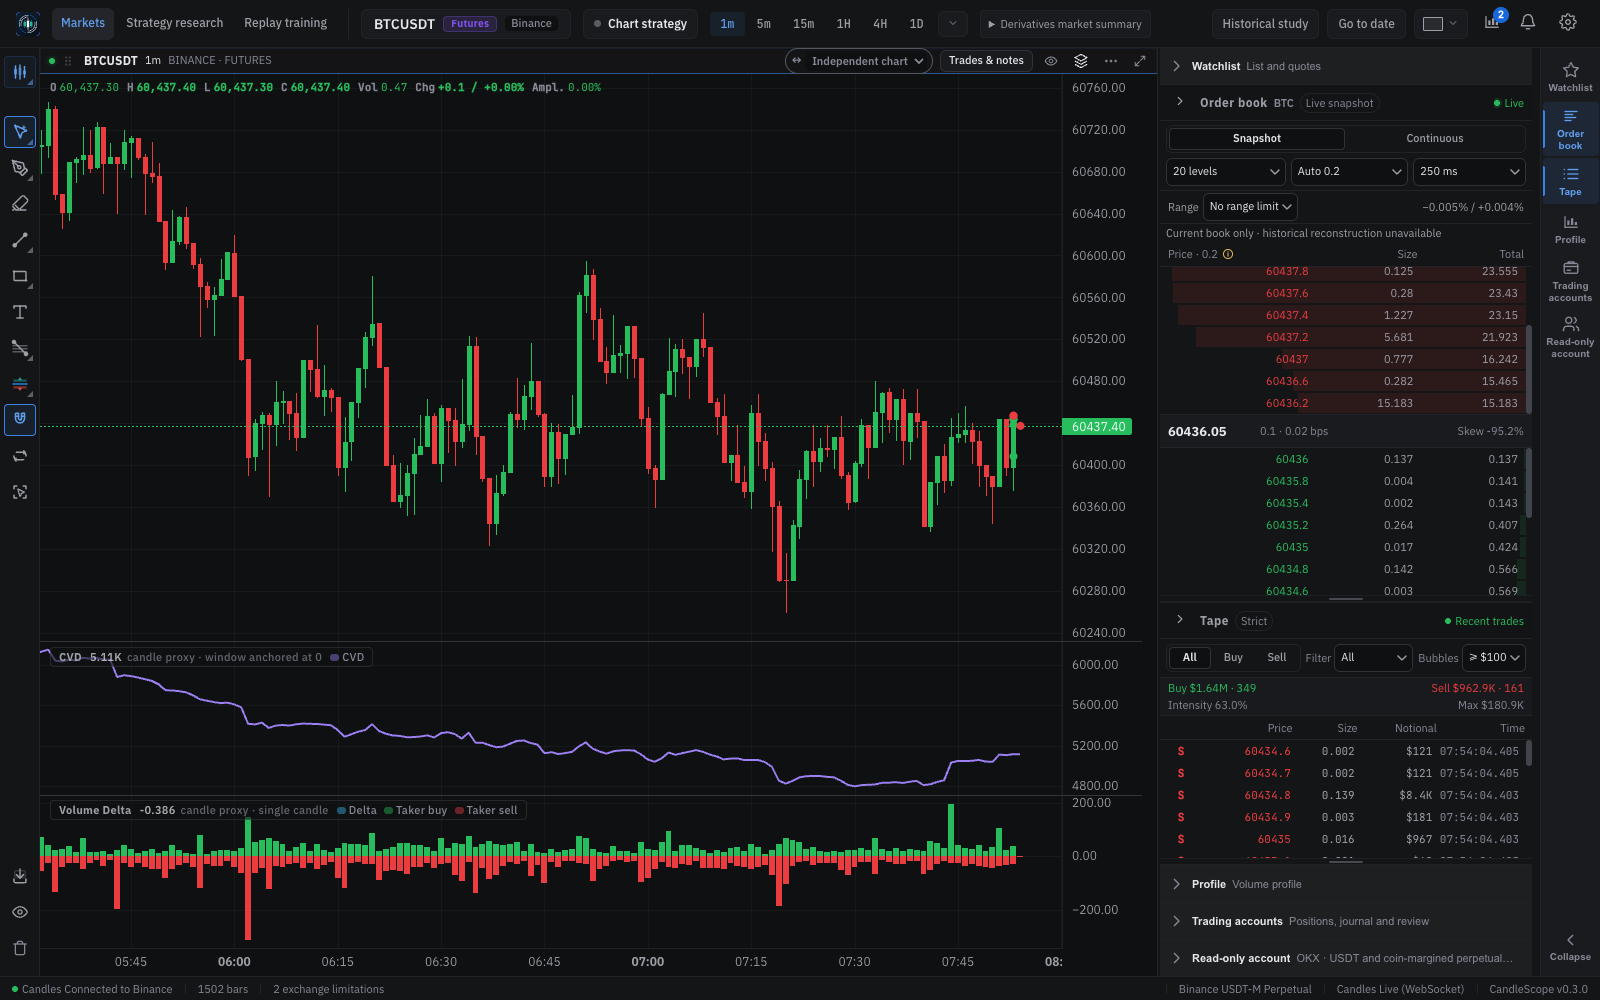 Markets Strategy research Replay training BTCUSDT Futures Binance Chart strategy 1m 5m 15m 1H 4H 1D ▶ Derivatives market summary Historical study Go to date 2
BTCUSDT 1m BINANCE · FUTURES Independent chart Trades & notes
O 60,437.30 H 60,437.40 L 60,437.30 C 60,437.40 Vol 0.47 Chg +0.1 / +0.00% Ampl. 0.00%
60760.00
60720.00
60680.00
60640.00
60600.00
60560.00
60520.00
60480.00
60437.40
60400.00
60360.00
60320.00
60280.00
60240.00
CVD 5.11K candle proxy · window anchored at 0 CVD
6000.00
5600.00
5200.00
4800.00
Volume Delta -0.386 candle proxy · single candle Delta Taker buy Taker sell
200.00
0.00
−200.00
05:45 06:00 06:15 06:30 06:45 07:00 07:15 07:30 07:45 08:
Watchlist List and quotes
Order book BTC Live snapshot Live
Snapshot Continuous
20 levels Auto 0.2 250 ms
Range No range limit −0.005% / +0.004%
Current book only · historical reconstruction unavailable
Price · 0.2 Size Total
60437.8 0.125 23.555
60437.6 0.28 23.43
60437.4 1.227 23.15
60437.2 5.681 21.923
60437 0.777 16.242
60436.6 0.282 15.465
60436.2 15.183 15.183
60436.05 0.1 · 0.02 bps Skew -95.2%
60436 0.137 0.137
60435.8 0.004 0.141
60435.4 0.002 0.143
60435.2 0.264 0.407
60435 0.017 0.424
60434.8 0.142 0.566
60434.6 0.003 0.569
Tape Strict Recent trades
All Buy Sell Filter All Bubbles ≥ $100
Buy $1.64M · 349 Sell $962.9K · 161
Intensity 63.0% Max $180.9K
Price Size Notional Time
S 60434.6 0.002 $121 07:54:04.405
S 60434.7 0.002 $121 07:54:04.405
S 60434.8 0.139 $8.4K 07:54:04.403
S 60434.9 0.003 $181 07:54:04.403
S 60435 0.016 $967 07:54:04.403
Profile Volume profile
Trading accounts Positions, journal and review
Read-only account OKX · USDT and coin-margined perpetual…
Watchlist
Order book
Tape
Profile
Trading accounts
Read-only account
Collapse
Candles Connected to Binance 1502 bars 2 exchange limitations Binance USDT-M Perpetual Candles Live (WebSocket) CandleScope v0.3.0